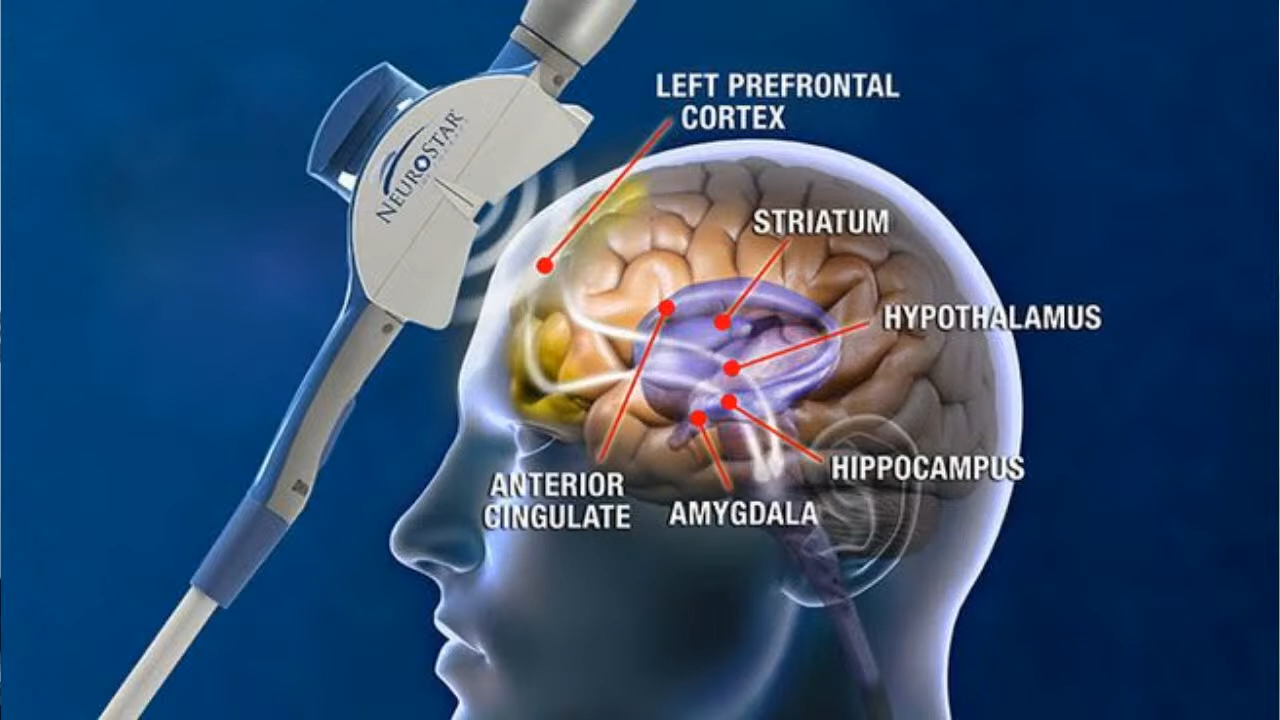 NEUROSTAR
LEFT PREFRONTAL
CORTEX
STRIATUM
HYPOTHALAMUS
HIPPOCAMPUS
ANTERIOR
CINGULATE
AMYGDALA